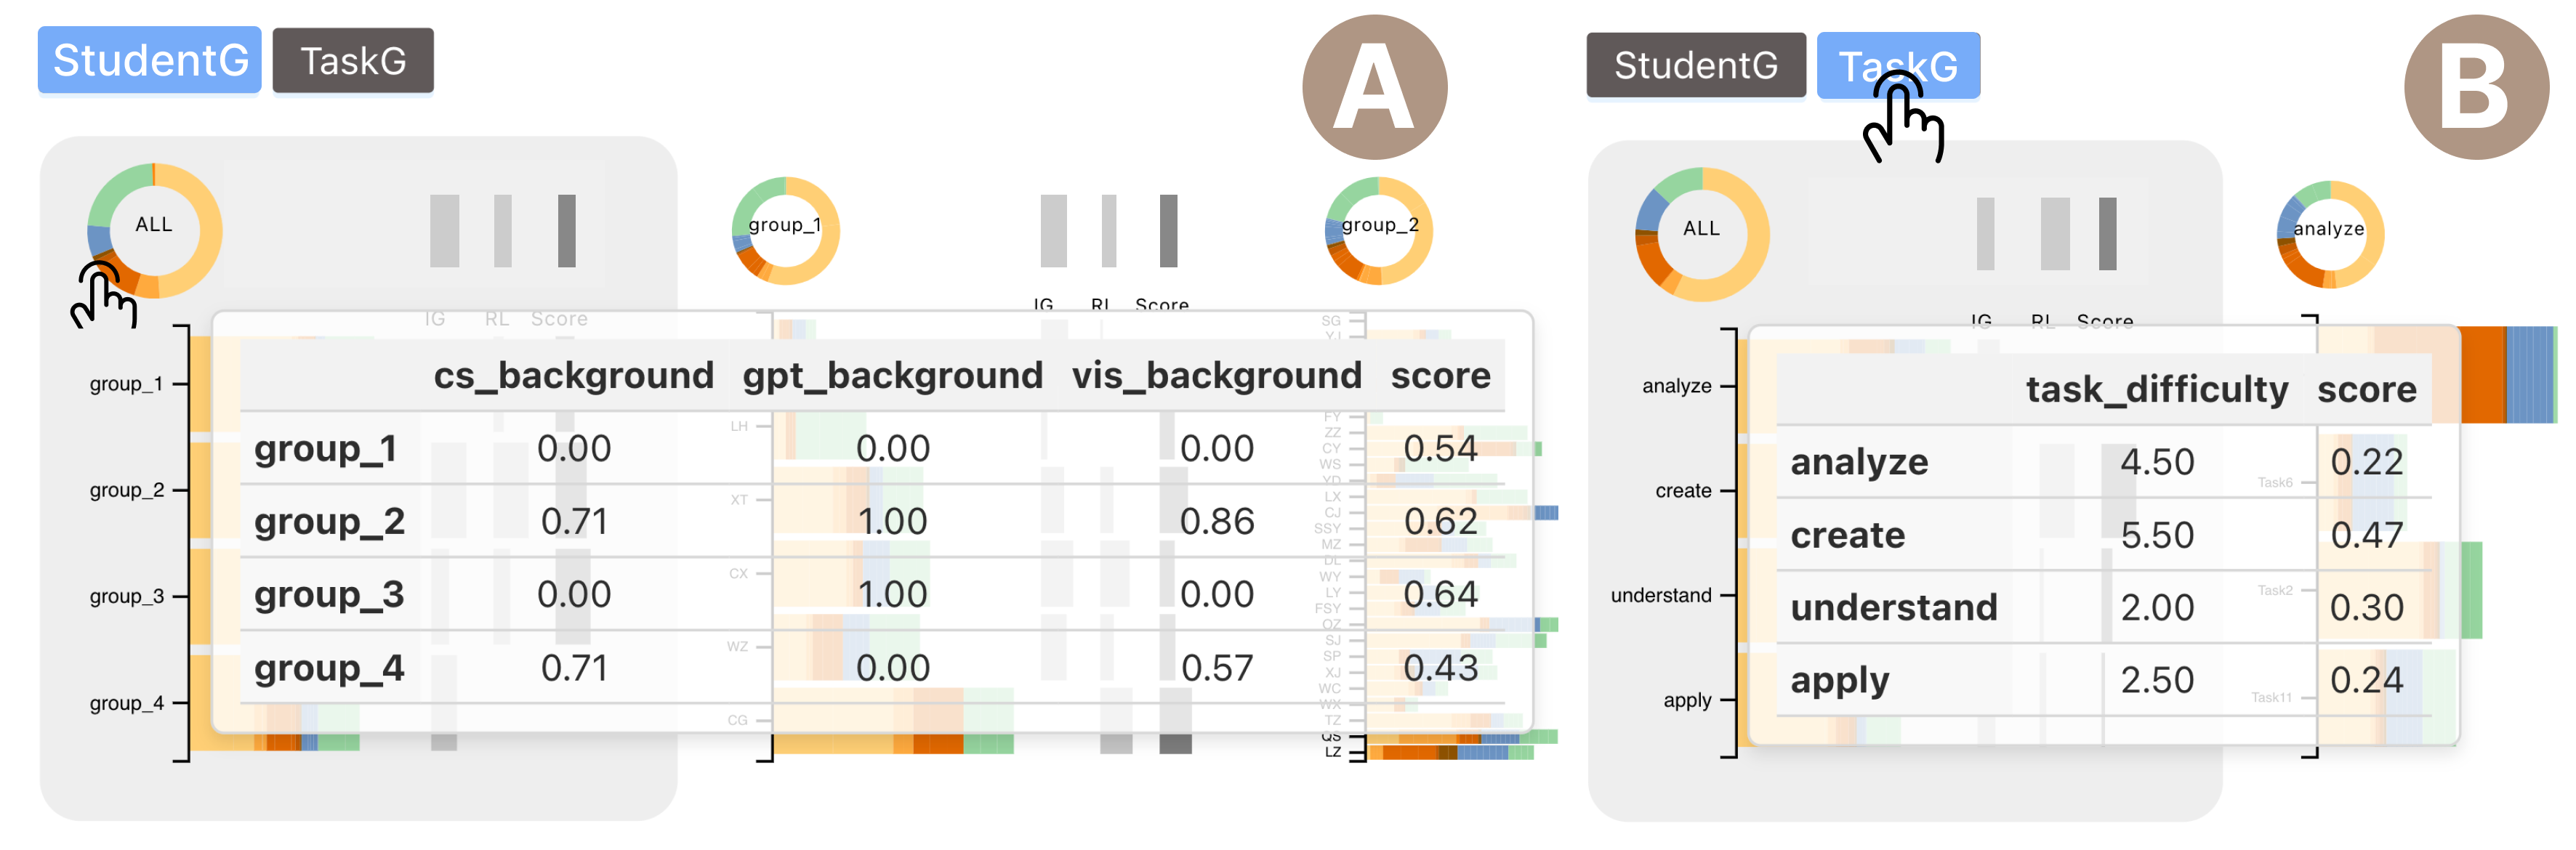 StudentG TaskG
A
ALL
group_1
group_2
IG RL Score
IG RL Score
group_1
group_2
group_3
group_4
cs_background gpt_background vis_background score
group_1 0.00 0.00 0.00 0.54
group_2 0.71 1.00 0.86 0.62
group_3 0.00 1.00 0.00 0.64
group_4 0.71 0.00 0.57 0.43
LH
XT
CX
WZ
CG
SG
YJ
FY
ZZ
CY
WS
YD
LX
CJ
SSY
MZ
DL
WY
LY
FSY
OZ
SJ
SP
XJ
WC
WX
TZ
QS
LZ
StudentG TaskG
B
ALL
analyze
IG RL Score
analyze
create
understand
apply
task_difficulty score
analyze 4.50 0.22
create 5.50 0.47
understand 2.00 0.30
apply 2.50 0.24
Task6
Task2
Task11